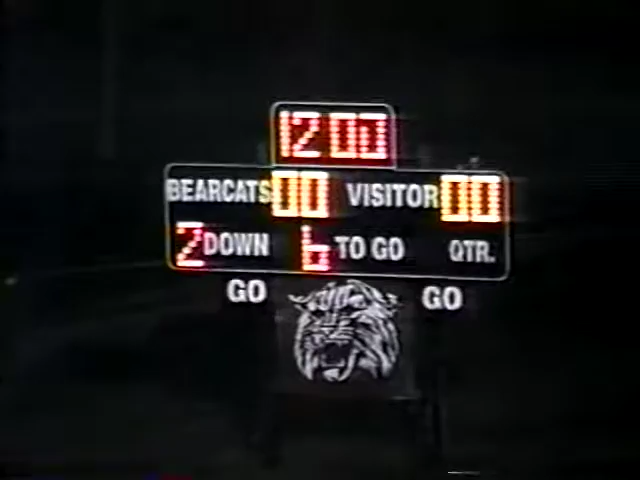 12 00
BEARCATS 00 VISITOR 00
2 DOWN 6 TO GO QTR.
GO GO